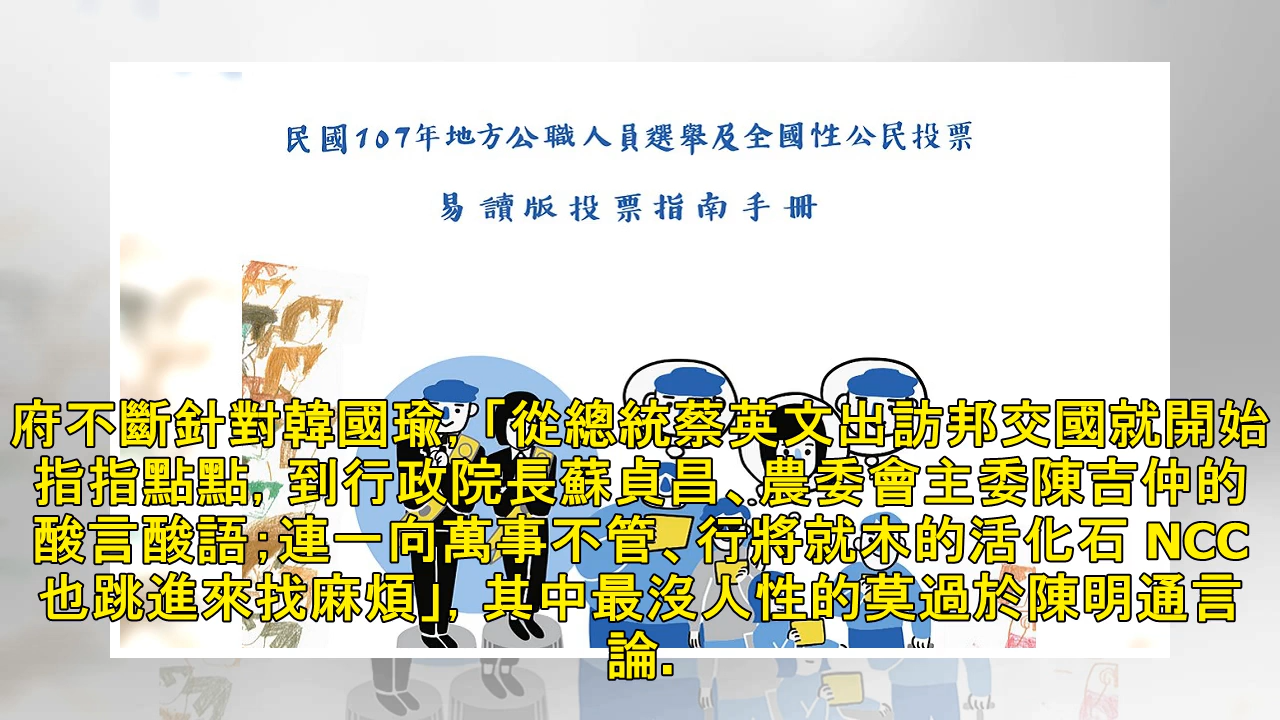 民國107年地方公職人員選舉及全國性公民投票
易讀版投票指南手冊
府不斷針對韓國瑜,「從總統蔡英文出訪邦交國就開始
指指點點, 到行政院長蘇貞昌、農委會主委陳吉仲的
酸言酸語; 連一向萬事不管、行將就木的活化石 NCC
也跳進來找麻煩」, 其中最沒人性的莫過於陳明通言
論.